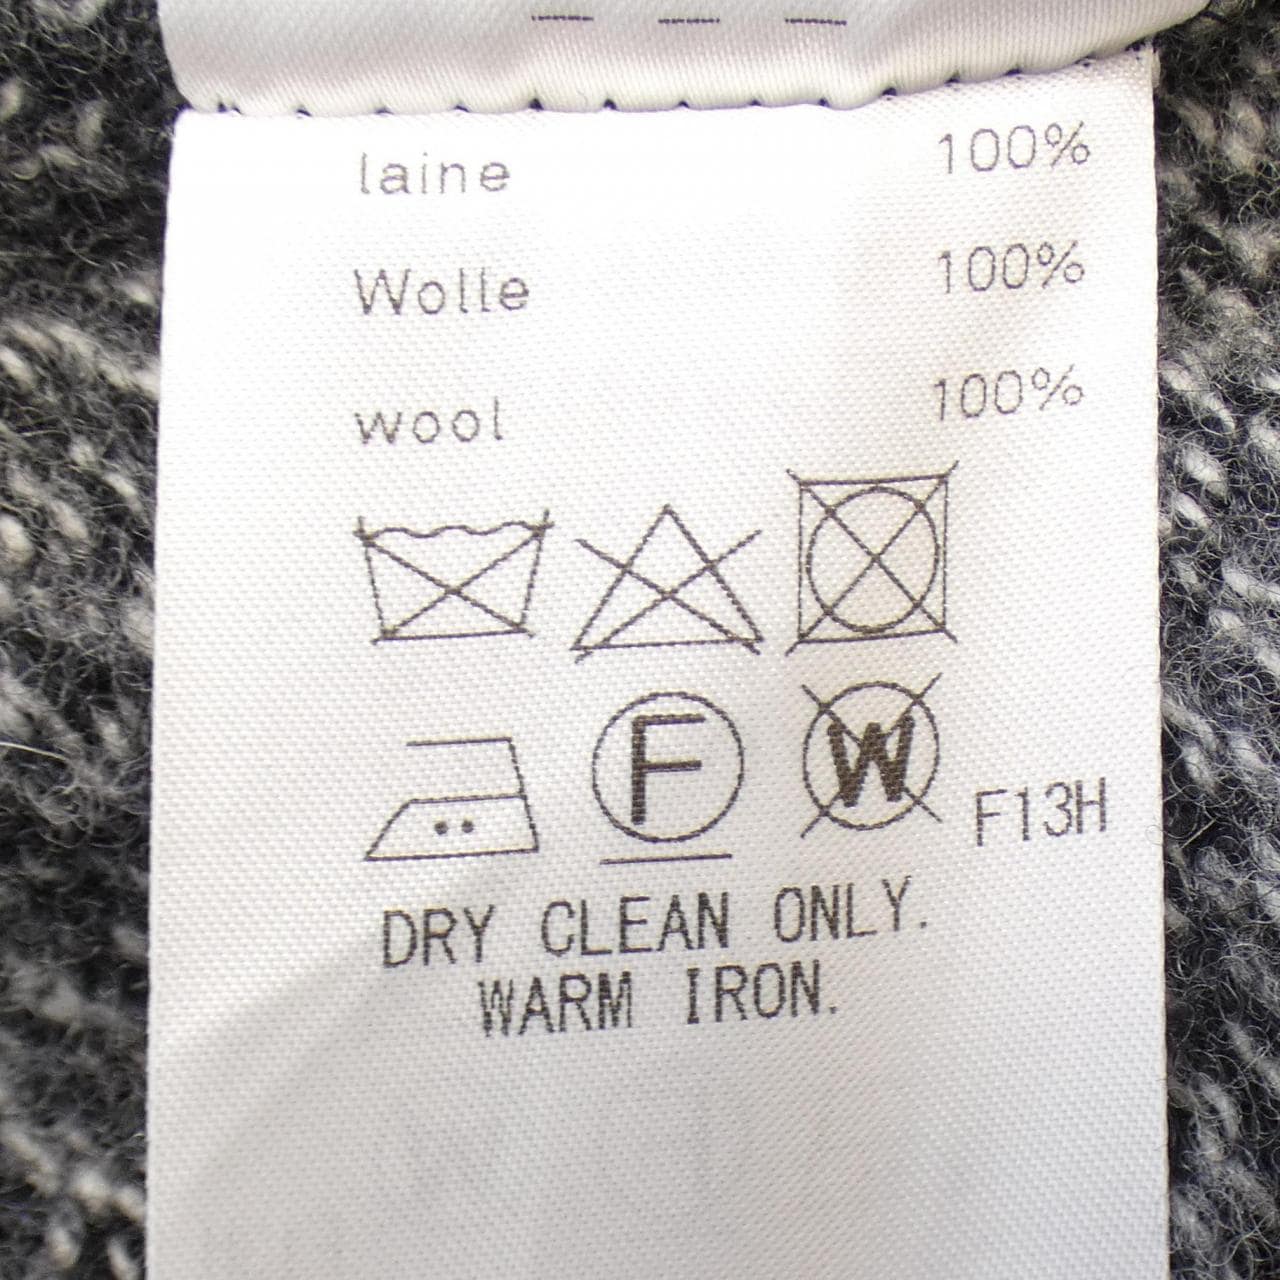 laine 100%
Wolle 100%
wool 100%
F W F13H
DRY CLEAN ONLY.
WARM IRON.